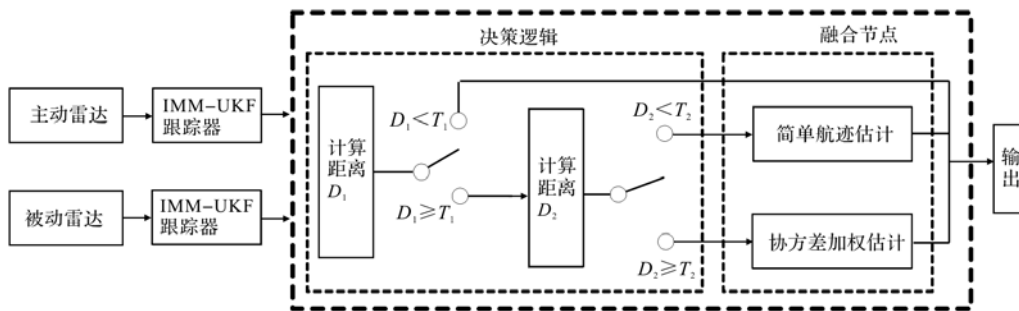 决策逻辑
融合节点
主动雷达
IMM-UKF
跟踪器
被动雷达
IMM-UKF
跟踪器
计算
距离
D₁
D₁<T₁
D₁≥T₁
计算
距离
D₂
D₂<T₂
D₂≥T₂
简单航迹估计
协方差加权估计
输
出